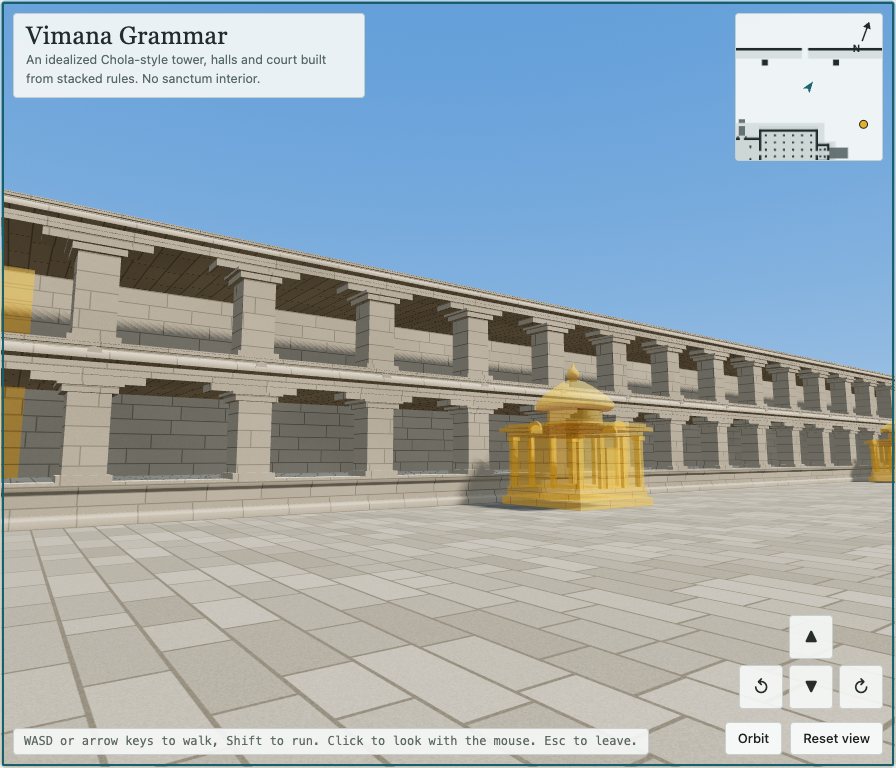 Vimana Grammar
An idealized Chola-style tower, halls and court built
from stacked rules. No sanctum interior.
N
WASD or arrow keys to walk, Shift to run. Click to look with the mouse. Esc to leave.
Orbit
Reset view